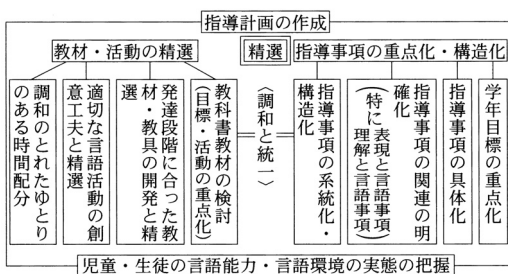 指導計画の作成
教材・活動の精選
精選
指導事項の重点化・構造化
学年目標の重点化
指導事項の具体化
指導事項の関連の明
確化
(特に 表現と言語事項
理解と言語事項)
指導事項の系統化・
構造化
〈調和と統一〉
教科書教材の検討
(目標・活動の重点化)
発達段階に合った教
材・教具の開発と精
選
適切な言語活動の創
意工夫と精選
調和のとれたゆとり
のある時間配分
児童・生徒の言語能力・言語環境の実態の把握